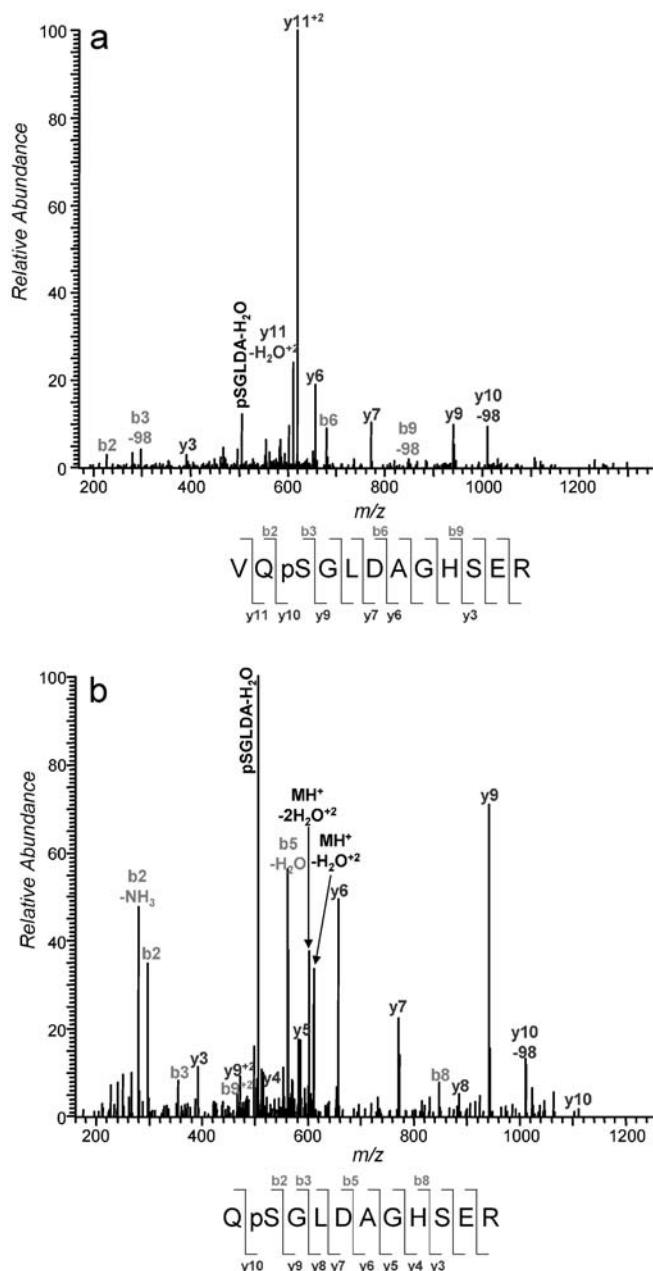 a
y11+2
100
80
60
40
20
0
Relative Abundance
pSGLDA-H₂O
y11
-H₂O+2
b2
b3
-98
y3
y6
b6
y7
b9
-98
y9
y10
-98
200 400 600 800 1000 1200
m/z
b2 b3 b6 b9
V Q pS G L D A G H S E R
y11 y10 y9 y7 y6 y3
b
100
80
60
40
20
0
Relative Abundance
pSGLDA-H₂O
MH+
-2H₂O+2
b5
-H₂O
MH+
-H₂O+2
y9
b2
-NH₃
b2
y6
b3
y3
y9+2
b9+2
y5
y4
y7
b8
y8
y10
-98
y10
200 400 600 800 1000 1200
m/z
b2 b3 b5 b8
Q pS G L D A G H S E R
y10 y9 y8 y7 y6 y5 y4 y3